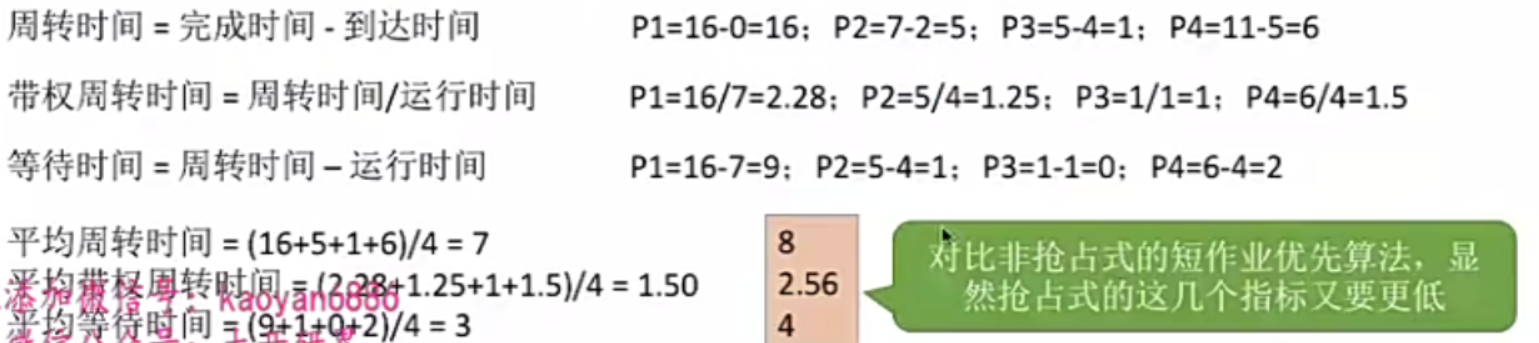 周转时间 = 完成时间 - 到达时间 P1=16-0=16；P2=7-2=5；P3=5-4=1；P4=11-5=6
带权周转时间 = 周转时间/运行时间 P1=16/7=2.28；P2=5/4=1.25；P3=1/1=1；P4=6/4=1.5
等待时间 = 周转时间 – 运行时间 P1=16-7=9；P2=5-4=1；P3=1-1=0；P4=6-4=2
平均周转时间 = (16+5+1+6)/4 = 7
8
平均带权周转时间 = (2.28+1.25+1+1.5)/4 = 1.50
2.56
平均等待时间 = (9+1+0+2)/4 = 3
4
对比非抢占式的短作业优先算法，显
然抢占式的这几个指标又要更低
添加微信号：